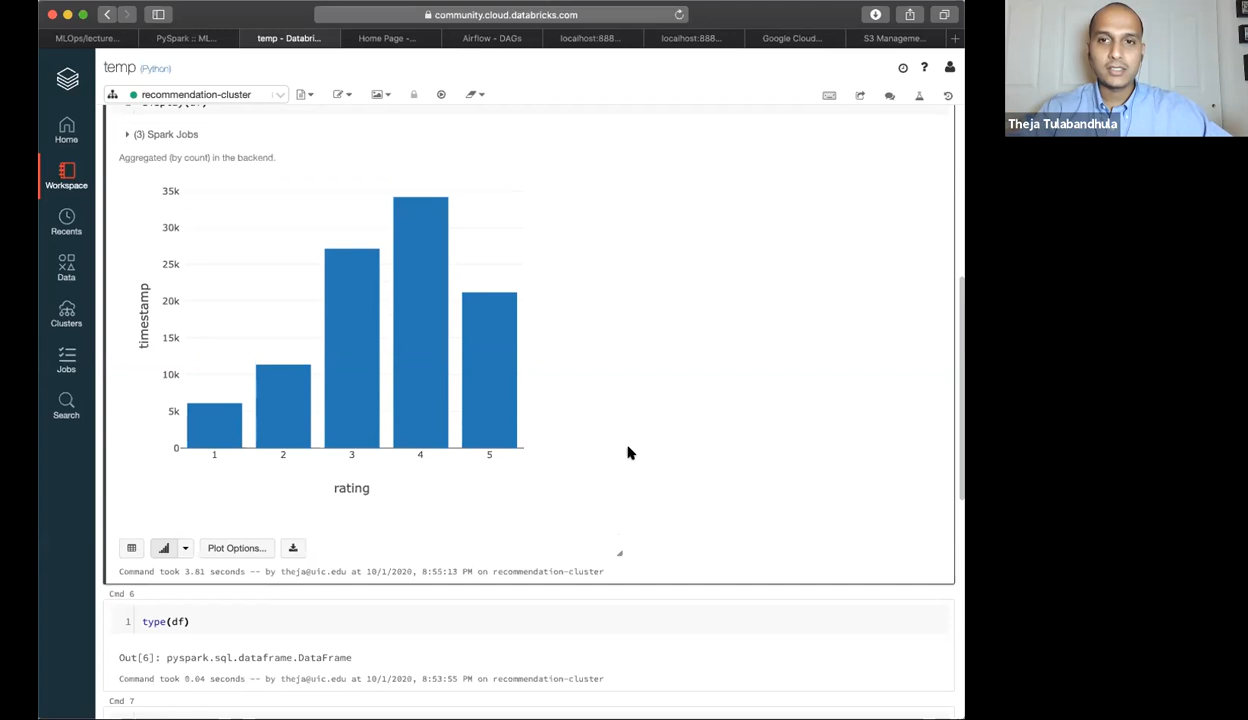 community.cloud.databricks.com
MLOps/lecture... PySpark :: ML... temp - Databri... Home Page -... Airflow - DAGs localhost:888... localhost:888... Google Cloud... S3 Manageme...
temp (Python)
recommendation-cluster
Theja Tulabandhula
Home
Workspace
Recents
Data
Clusters
Jobs
Search
(3) Spark Jobs
Aggregated (by count) in the backend.
35k
30k
25k
20k
15k
10k
5k
0
timestamp
1 2 3 4 5
rating
Plot Options...
Command took 3.81 seconds -- by theja@uic.edu at 10/1/2020, 8:55:13 PM on recommendation-cluster
Cmd 6
1 type(df)
Out[6]: pyspark.sql.dataframe.DataFrame
Command took 0.04 seconds -- by theja@uic.edu at 10/1/2020, 8:53:55 PM on recommendation-cluster
Cmd 7